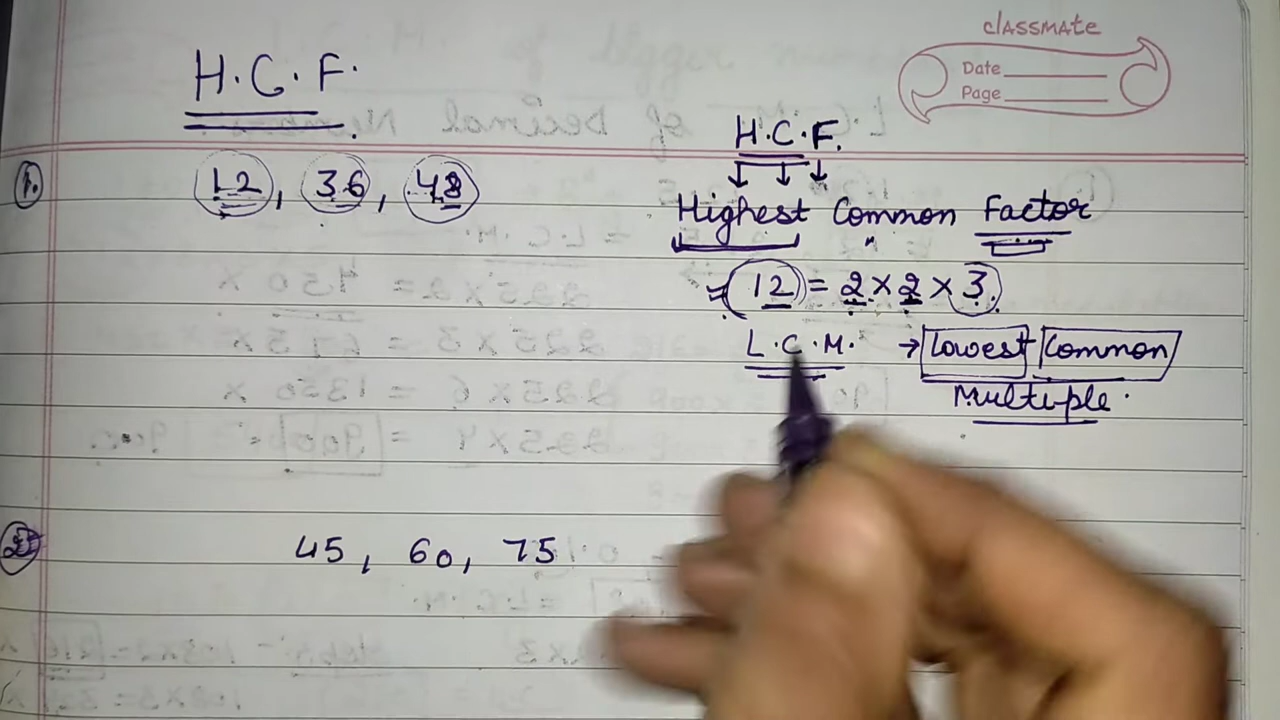 classmate
Date
Page
H.C.F.
H.C.F.
1. 12, 36, 48
Highest Common Factor
12 = 2 × 2 × 3
L.C.M. → Lowest Common
Multiple.
2 45, 60, 75